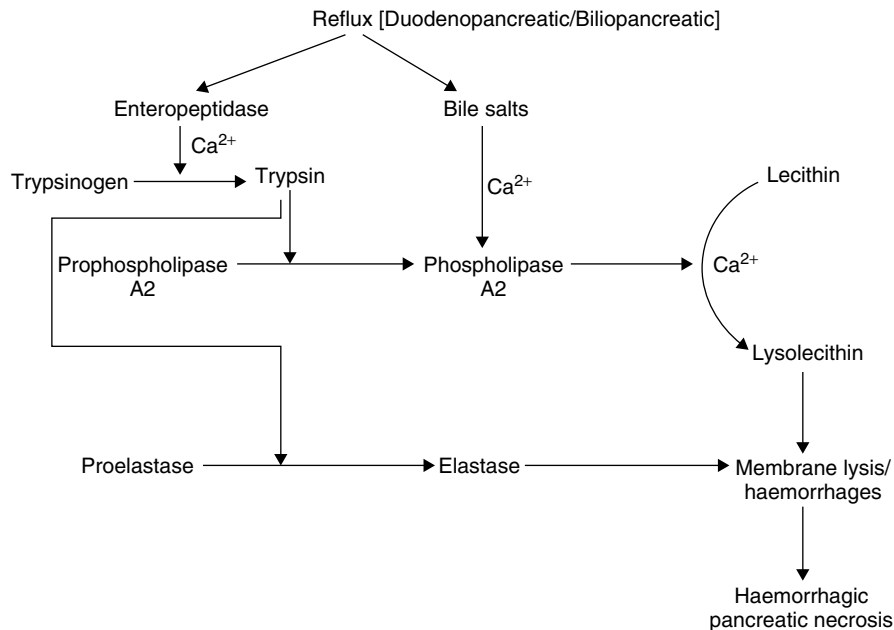 Reflux [Duodenopancreatic/Biliopancreatic]
Enteropeptidase
Bile salts
Ca²⁺
Trypsinogen
Trypsin
Ca²⁺
Lecithin
Prophospholipase
A2
Phospholipase
A2
Ca²⁺
Lysolecithin
Proelastase
Elastase
Membrane lysis/
haemorrhages
Haemorrhagic
pancreatic necrosis